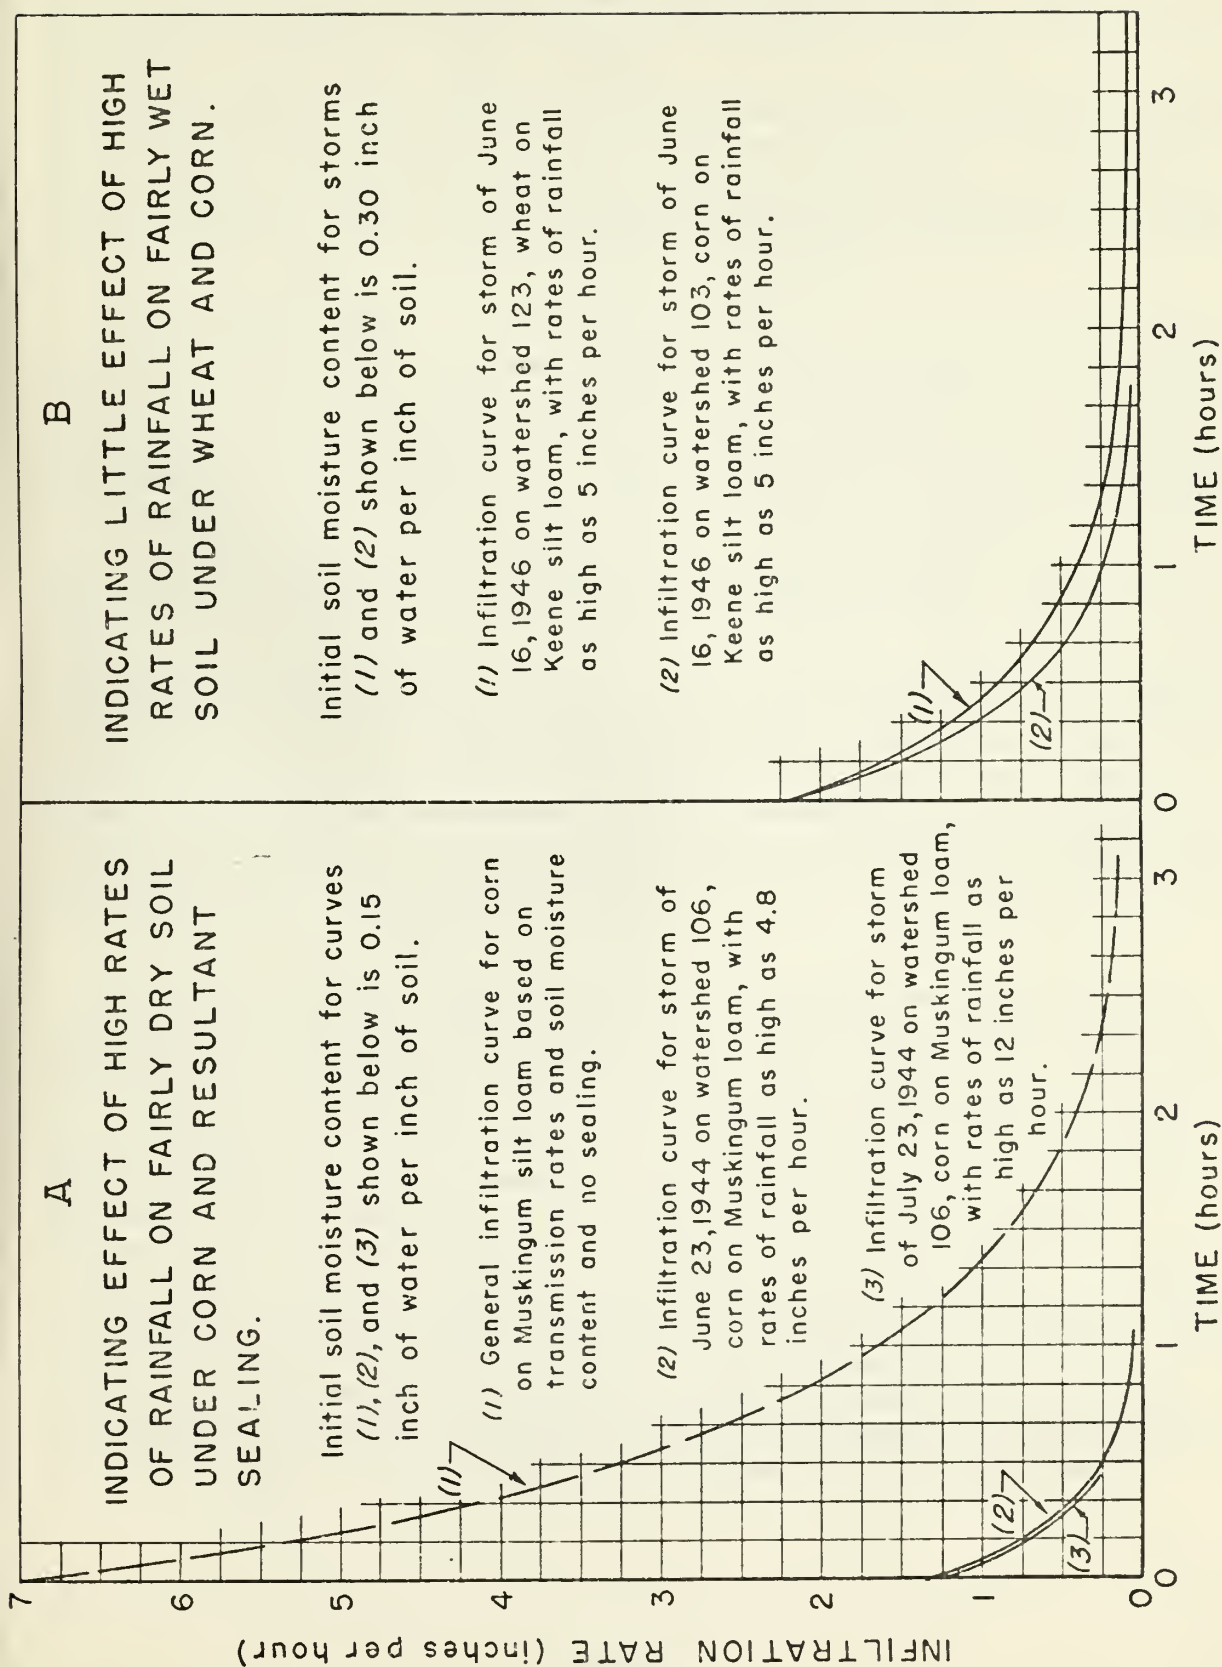 A
INDICATING EFFECT OF HIGH RATES
OF RAINFALL ON FAIRLY DRY SOIL
UNDER CORN AND RESULTANT
SEALING.
Initial soil moisture content for curves
(1), (2), and (3) shown below is 0.15
inch of water per inch of soil.
(1) General infiltration curve for corn
on Muskingum silt loam based on
transmission rates and soil moisture
content and no sealing.
(2) Infiltration curve for storm of
June 23, 1944 on watershed 106,
corn on Muskingum loam, with
rates of rainfall as high as 4.8
inches per hour.
(3) Infiltration curve for storm
of July 23, 1944 on watershed
106, corn on Muskingum loam,
with rates of rainfall as
high as 12 inches per
hour.
(1)
(2)
(3)
INFILTRATION RATE (inches per hour)
7
6
5
4
3
2
1
0
0 1 2 3
TIME (hours)
B
INDICATING LITTLE EFFECT OF HIGH
RATES OF RAINFALL ON FAIRLY WET
SOIL UNDER WHEAT AND CORN.
Initial soil moisture content for storms
(1) and (2) shown below is 0.30 inch
of water per inch of soil.
(1) Infiltration curve for storm of June
16, 1946 on watershed 123, wheat on
Keene silt loam, with rates of rainfall
as high as 5 inches per hour.
(2) Infiltration curve for storm of June
16, 1946 on watershed 103, corn on
Keene silt loam, with rates of rainfall
as high as 5 inches per hour.
(1)
(2)
0 1 2 3
TIME (hours)